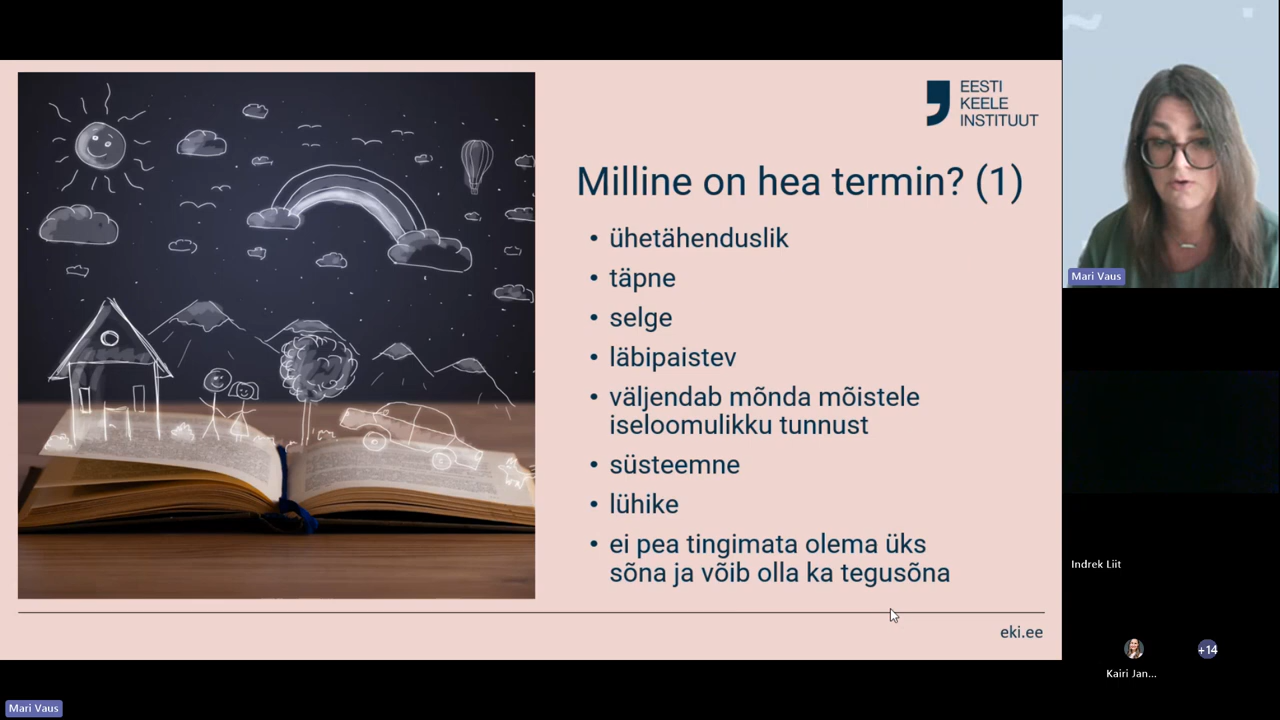 EESTI
KEELE
INSTITUUT
Milline on hea termin? (1)
• ühetähenduslik
• täpne
• selge
• läbipaistev
• väljendab mõnda mõistele
iseloomulikku tunnust
• süsteemne
• lühike
• ei pea tingimata olema üks
sõna ja võib olla ka tegusõna
eki.ee
Mari Vaus
Indrek Liit
+14
Kairi Jan...
Mari Vaus